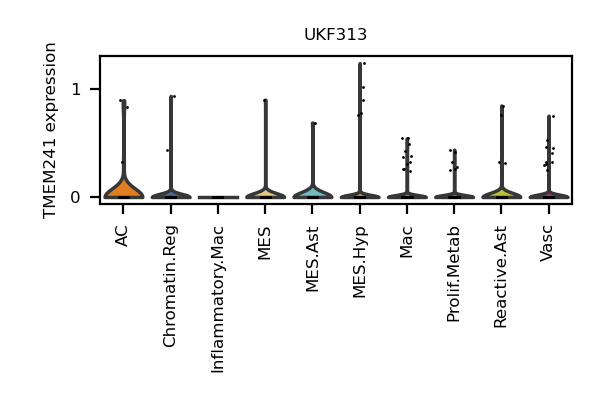 UKF313
TMEM241 expression
1
0
AC
Chromatin.Reg
Inflammatory.Mac
MES
MES.Ast
MES.Hyp
Mac
Prolif.Metab
Reactive.Ast
Vasc